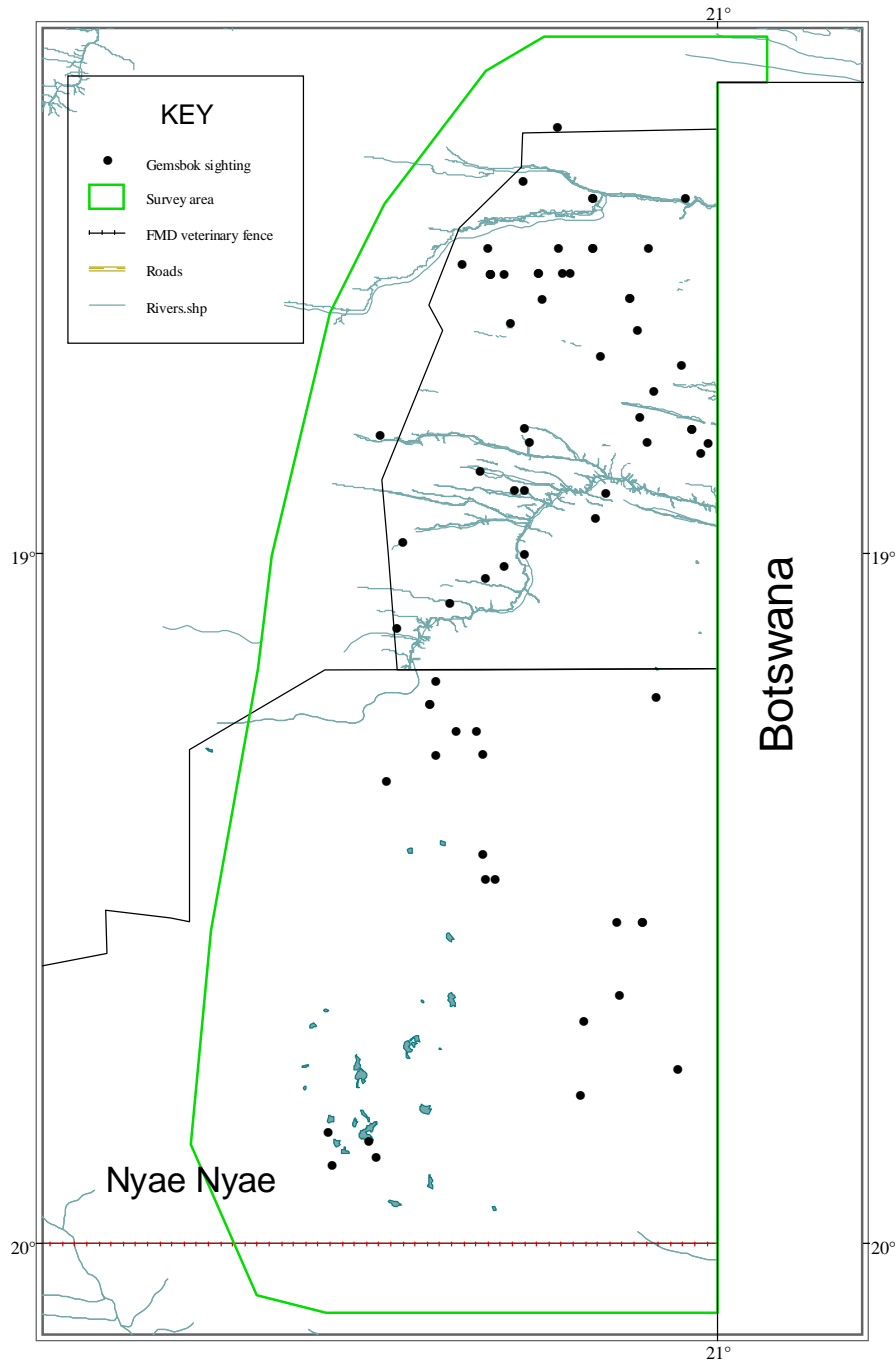 21°
KEY
Gemsbok sighting
Survey area
FMD veterinary fence
Roads
Rivers.shp
19°
19°
Botswana
Nyae Nyae
20°
20°
21°